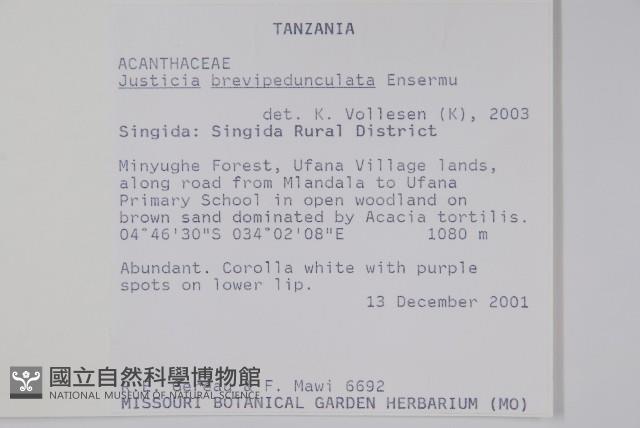 TANZANIA
ACANTHACEAE
Justicia brevipedunculata Ensermu
det. K. Vollesen (K), 2003
Singida: Singida Rural District
Minyughe Forest, Ufana Village lands,
along road from Mlandala to Ufana
Primary School in open woodland on
brown sand dominated by Acacia tortilis.
04°46'30"S 034°02'08"E 1080 m
Abundant. Corolla white with purple
spots on lower lip.
13 December 2001
& F. Mawi 6692
MISSOURI BOTANICAL GARDEN HERBARIUM (MO)
國立自然科學博物館
NATIONAL MUSEUM OF NATURAL SCIENCE